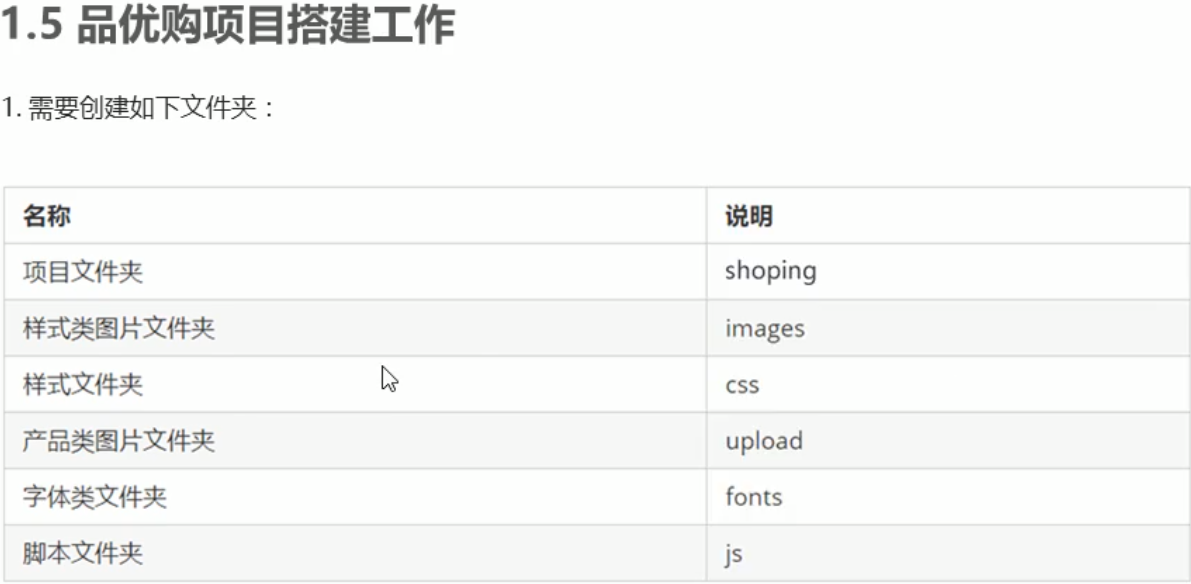 1.5 品优购项目搭建工作
1. 需要创建如下文件夹：
名称 说明
项目文件夹 shoping
样式类图片文件夹 images
样式文件夹 css
产品类图片文件夹 upload
字体类文件夹 fonts
脚本文件夹 js